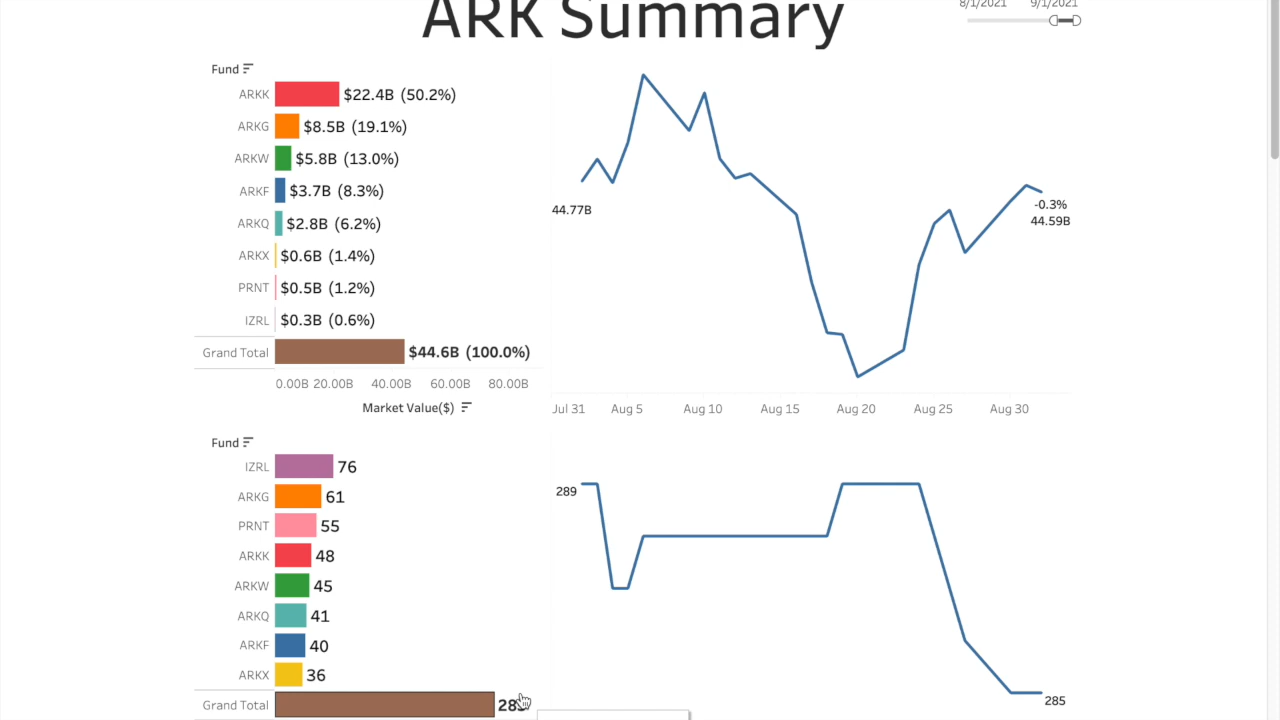 ARK Summary
8/1/2021 9/1/2021
Fund
ARKK $22.4B (50.2%)
ARKG $8.5B (19.1%)
ARKW $5.8B (13.0%)
ARKF $3.7B (8.3%)
ARKQ $2.8B (6.2%)
ARKX $0.6B (1.4%)
PRNT $0.5B (1.2%)
IZRL $0.3B (0.6%)
Grand Total $44.6B (100.0%)
0.00B 20.00B 40.00B 60.00B 80.00B
Market Value($)
44.77B
-0.3%
44.59B
Jul 31 Aug 5 Aug 10 Aug 15 Aug 20 Aug 25 Aug 30
Fund
IZRL 76
ARKG 61
PRNT 55
ARKK 48
ARKW 45
ARKQ 41
ARKF 40
ARKX 36
Grand Total
289
285